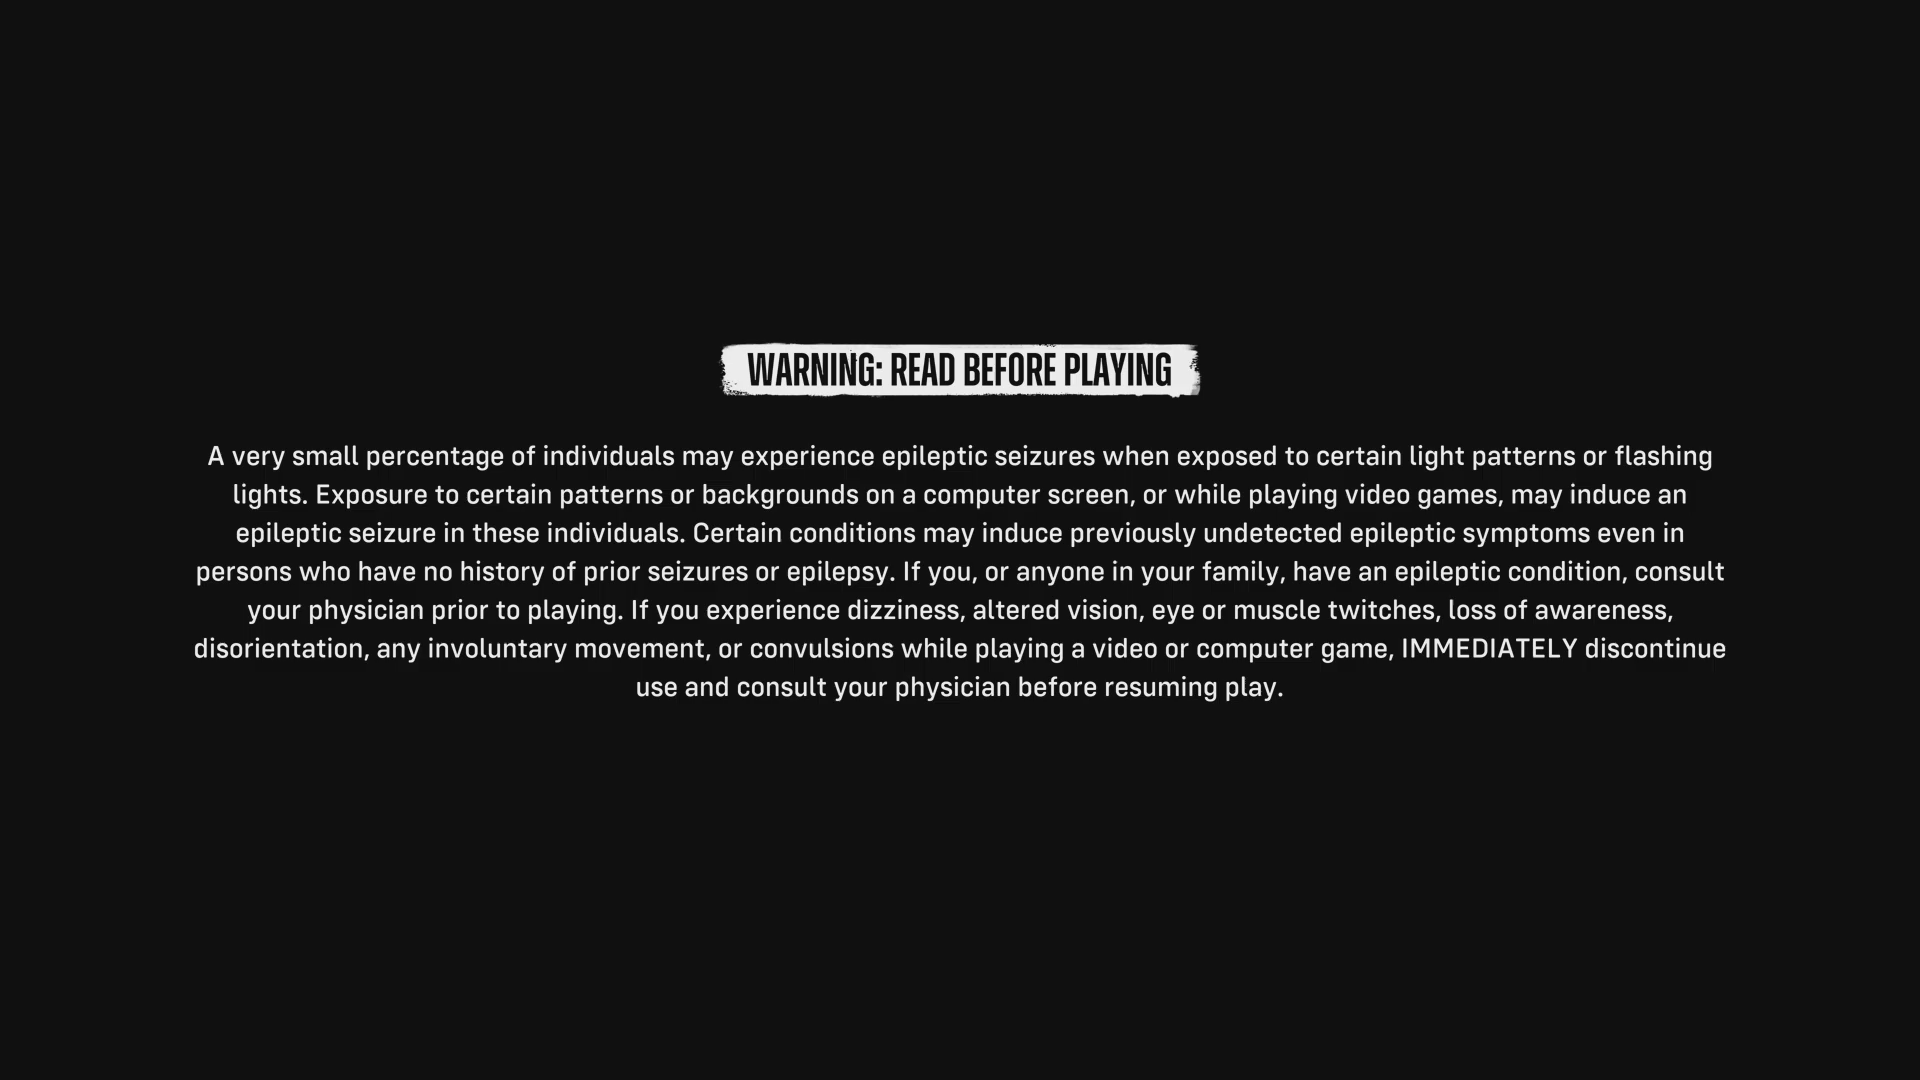 WARNING: READ BEFORE PLAYING
A very small percentage of individuals may experience epileptic seizures when exposed to certain light patterns or flashing
lights. Exposure to certain patterns or backgrounds on a computer screen, or while playing video games, may induce an
epileptic seizure in these individuals. Certain conditions may induce previously undetected epileptic symptoms even in
persons who have no history of prior seizures or epilepsy. If you, or anyone in your family, have an epileptic condition, consult
your physician prior to playing. If you experience dizziness, altered vision, eye or muscle twitches, loss of awareness,
disorientation, any involuntary movement, or convulsions while playing a video or computer game, IMMEDIATELY discontinue
use and consult your physician before resuming play.